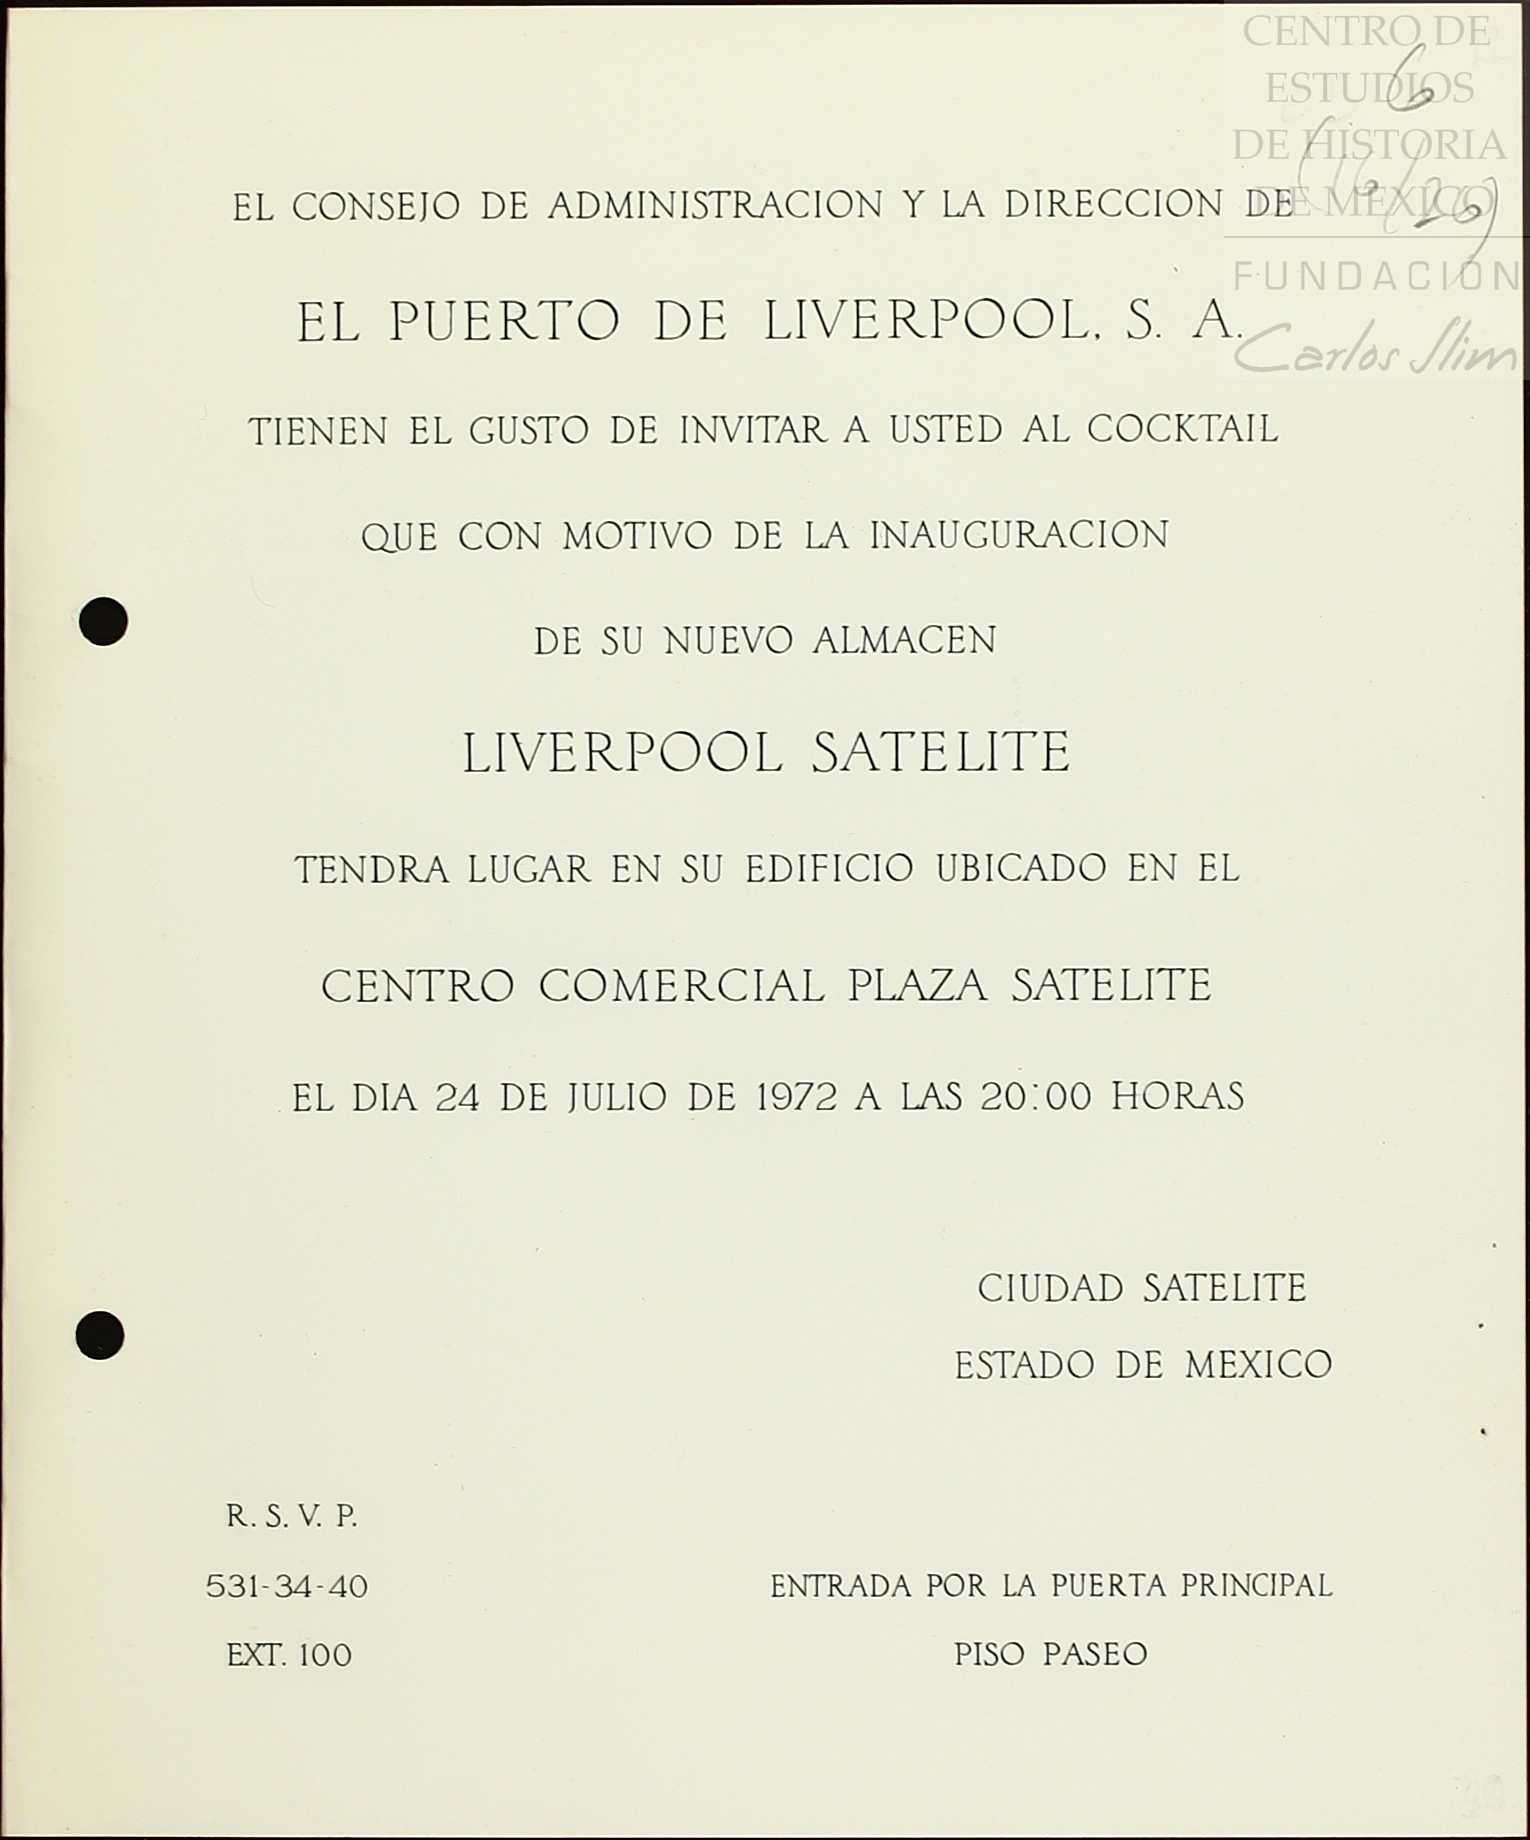 CENTRO DE
ESTUDIOS
DE HISTORIA
DE MEXICO
FUNDACIÓN
Carlos Slim
6
(16/26)
EL CONSEJO DE ADMINISTRACION Y LA DIRECCION DE
EL PUERTO DE LIVERPOOL, S. A.
TIENEN EL GUSTO DE INVITAR A USTED AL COCKTAIL
QUE CON MOTIVO DE LA INAUGURACION
DE SU NUEVO ALMACEN
LIVERPOOL SATELITE
TENDRA LUGAR EN SU EDIFICIO UBICADO EN EL
CENTRO COMERCIAL PLAZA SATELITE
EL DIA 24 DE JULIO DE 1972 A LAS 20:00 HORAS
CIUDAD SATELITE
ESTADO DE MEXICO
R. S. V. P.
531-34-40
EXT. 100
ENTRADA POR LA PUERTA PRINCIPAL
PISO PASEO